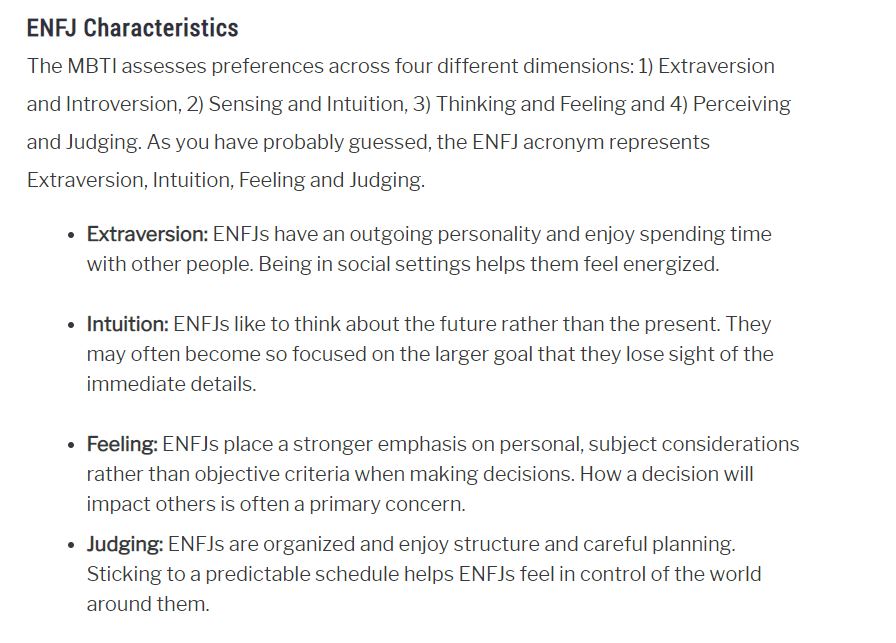 ENFJ Characteristics
The MBTI assesses preferences across four different dimensions: 1) Extraversion
and Introversion, 2) Sensing and Intuition, 3) Thinking and Feeling and 4) Perceiving
and Judging. As you have probably guessed, the ENFJ acronym represents
Extraversion, Intuition, Feeling and Judging.
• Extraversion: ENFJs have an outgoing personality and enjoy spending time
with other people. Being in social settings helps them feel energized.
• Intuition: ENFJs like to think about the future rather than the present. They
may often become so focused on the larger goal that they lose sight of the
immediate details.
• Feeling: ENFJs place a stronger emphasis on personal, subject considerations
rather than objective criteria when making decisions. How a decision will
impact others is often a primary concern.
• Judging: ENFJs are organized and enjoy structure and careful planning.
Sticking to a predictable schedule helps ENFJs feel in control of the world
around them.